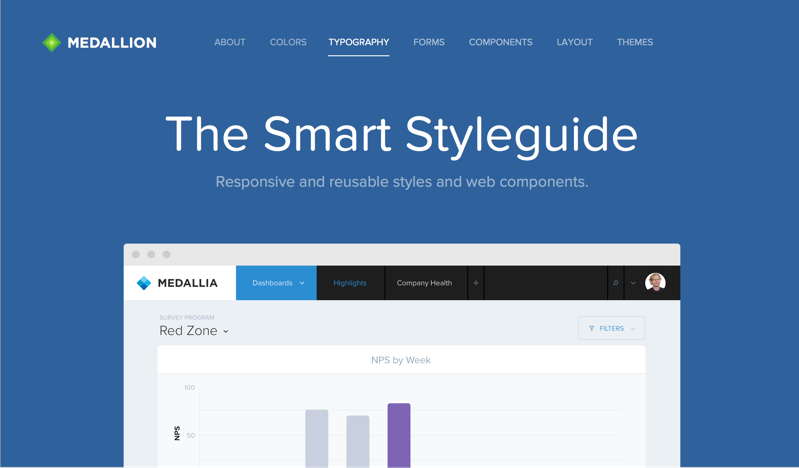 MEDALLION
ABOUT COLORS TYPOGRAPHY FORMS COMPONENTS LAYOUT THEMES
The Smart Styleguide
Responsive and reusable styles and web components.
MEDALLIA Dashboards Highlights Company Health +
SURVEY PROGRAM
Red Zone
FILTERS
NPS by Week
100
NPS
50